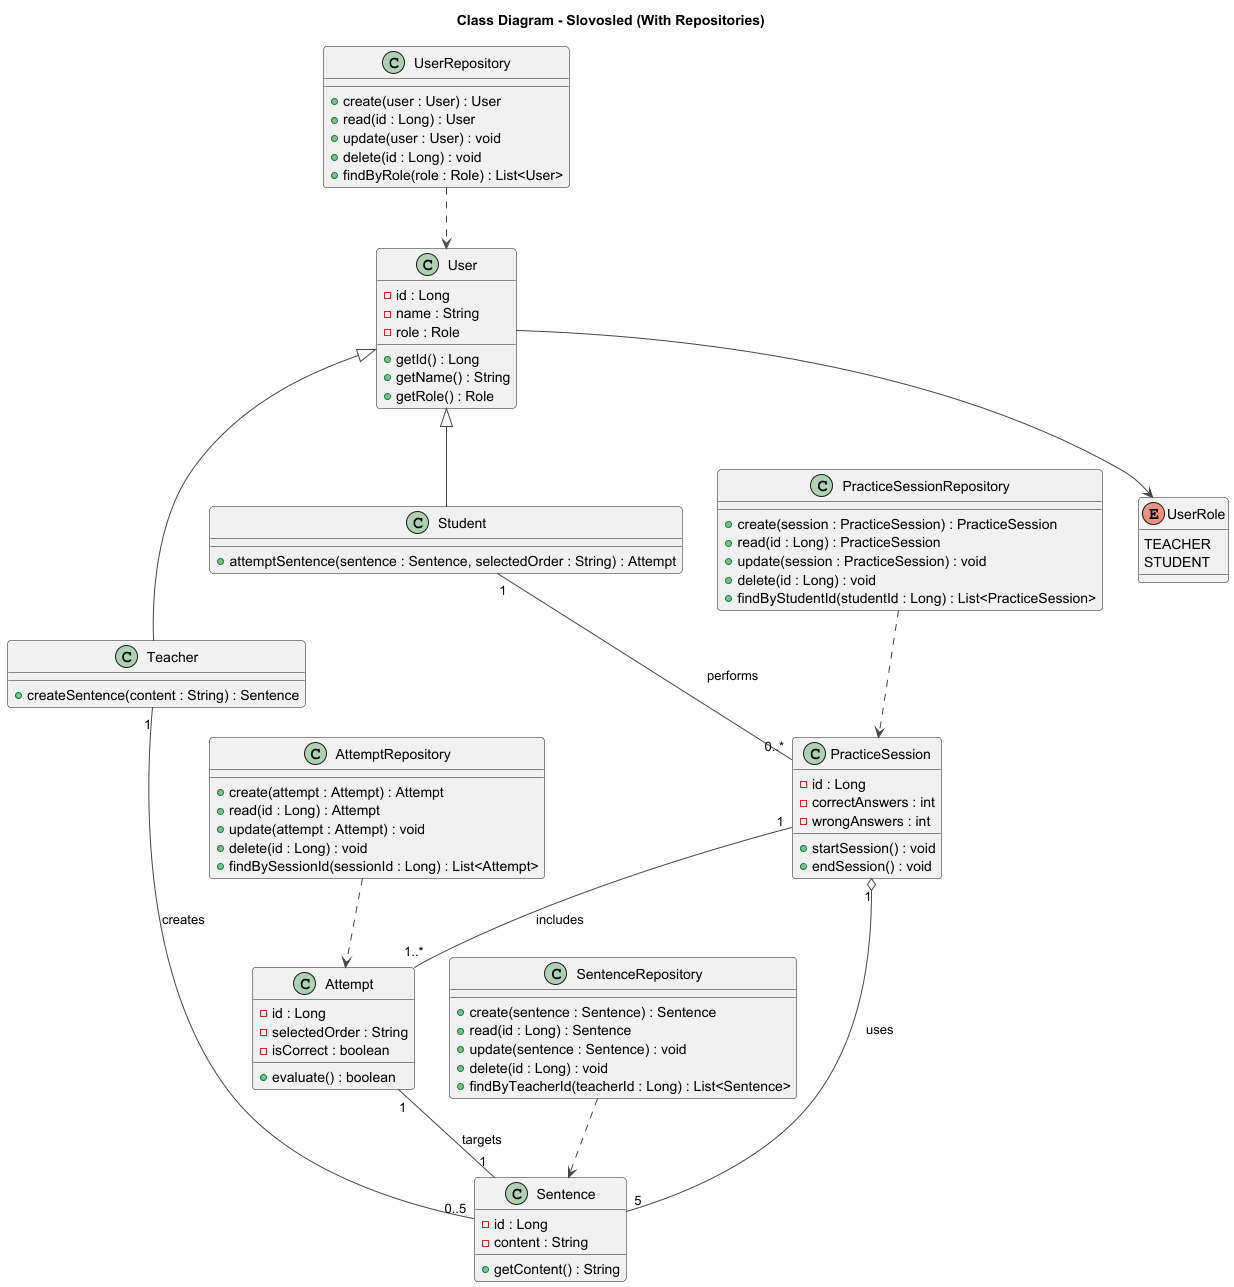 Class Diagram - Slovosled (With Repositories)
C UserRepository
create(user : User) : User
read(id : Long) : User
update(user : User) : void
delete(id : Long) : void
findByRole(role : Role) : List<User>
C User
id : Long
name : String
role : Role
getId() : Long
getName() : String
getRole() : Role
C Student
attemptSentence(sentence : Sentence, selectedOrder : String) : Attempt
C PracticeSessionRepository
create(session : PracticeSession) : PracticeSession
read(id : Long) : PracticeSession
update(session : PracticeSession) : void
delete(id : Long) : void
findByStudentId(studentId : Long) : List<PracticeSession>
E UserRole
TEACHER
STUDENT
1
performs
0..*
C Teacher
createSentence(content : String) : Sentence
1
creates
0..5
C AttemptRepository
create(attempt : Attempt) : Attempt
read(id : Long) : Attempt
update(attempt : Attempt) : void
delete(id : Long) : void
findBySessionId(sessionId : Long) : List<Attempt>
C PracticeSession
id : Long
correctAnswers : int
wrongAnswers : int
startSession() : void
endSession() : void
1
includes
1..*
1
uses
5
C Attempt
id : Long
selectedOrder : String
isCorrect : boolean
evaluate() : boolean
C SentenceRepository
create(sentence : Sentence) : Sentence
read(id : Long) : Sentence
update(sentence : Sentence) : void
delete(id : Long) : void
findByTeacherId(teacherId : Long) : List<Sentence>
1
targets
1
C Sentence
id : Long
content : String
getContent() : String